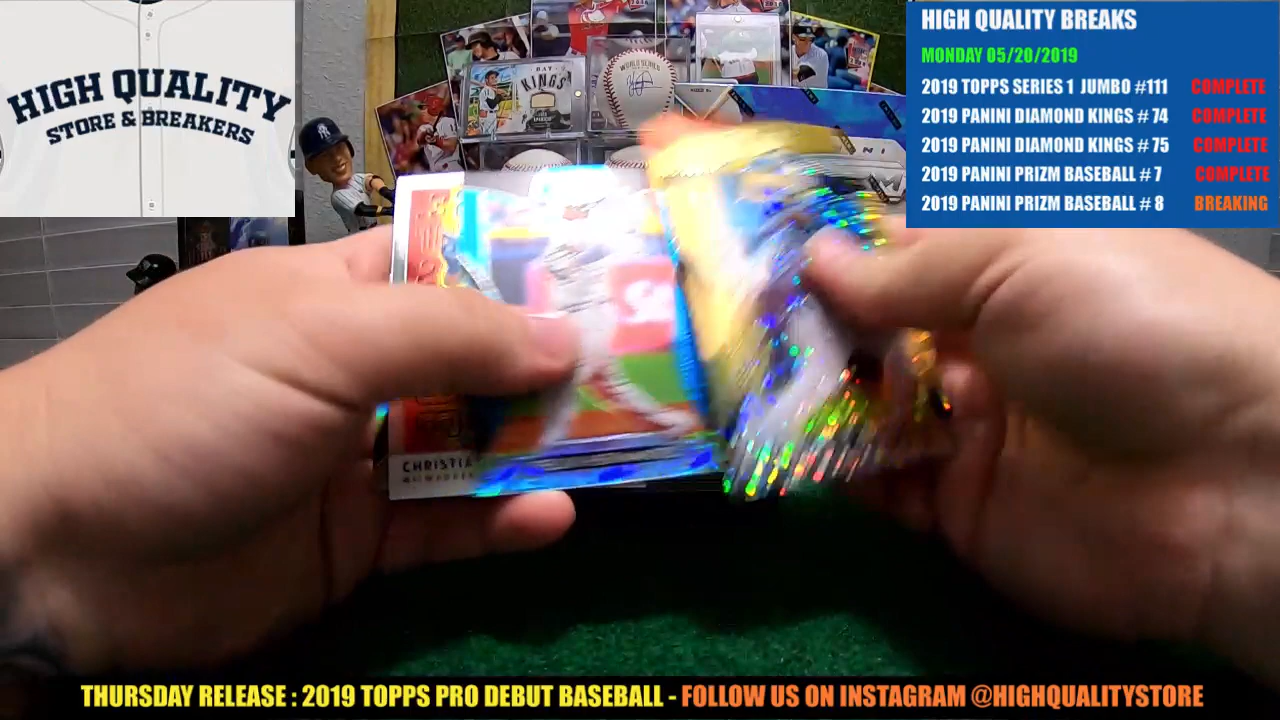 HIGH QUALITY
STORE & BREAKERS
HIGH QUALITY BREAKS
MONDAY 05/20/2019
2019 TOPPS SERIES 1 JUMBO #111 COMPLETE
2019 PANINI DIAMOND KINGS # 74 COMPLETE
2019 PANINI DIAMOND KINGS # 75 COMPLETE
2019 PANINI PRIZM BASEBALL # 7 COMPLETE
2019 PANINI PRIZM BASEBALL # 8 BREAKING
KINGS
WORLD SERIES
CHRISTIA
THURSDAY RELEASE : 2019 TOPPS PRO DEBUT BASEBALL - FOLLOW US ON INSTAGRAM @HIGHQUALITYSTORE